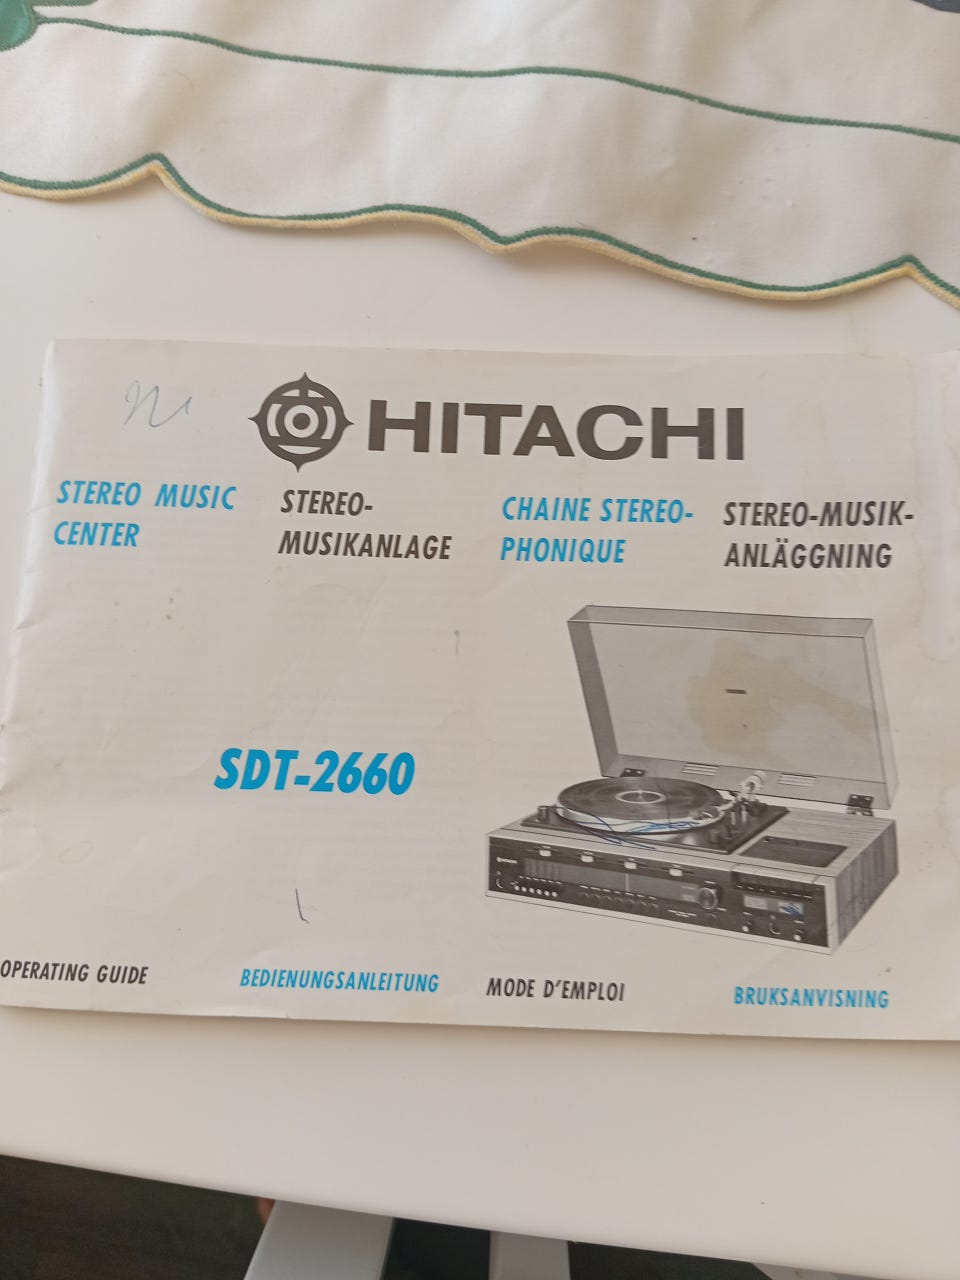 HITACHI
STEREO MUSIC
CENTER
STEREO-
MUSIKANLAGE
CHAINE STEREO-
PHONIQUE
STEREO-MUSIK-
ANLÄGGNING
SDT-2660
OPERATING GUIDE
BEDIENUNGSANLEITUNG
MODE D'EMPLOI
BRUKSANVISNING